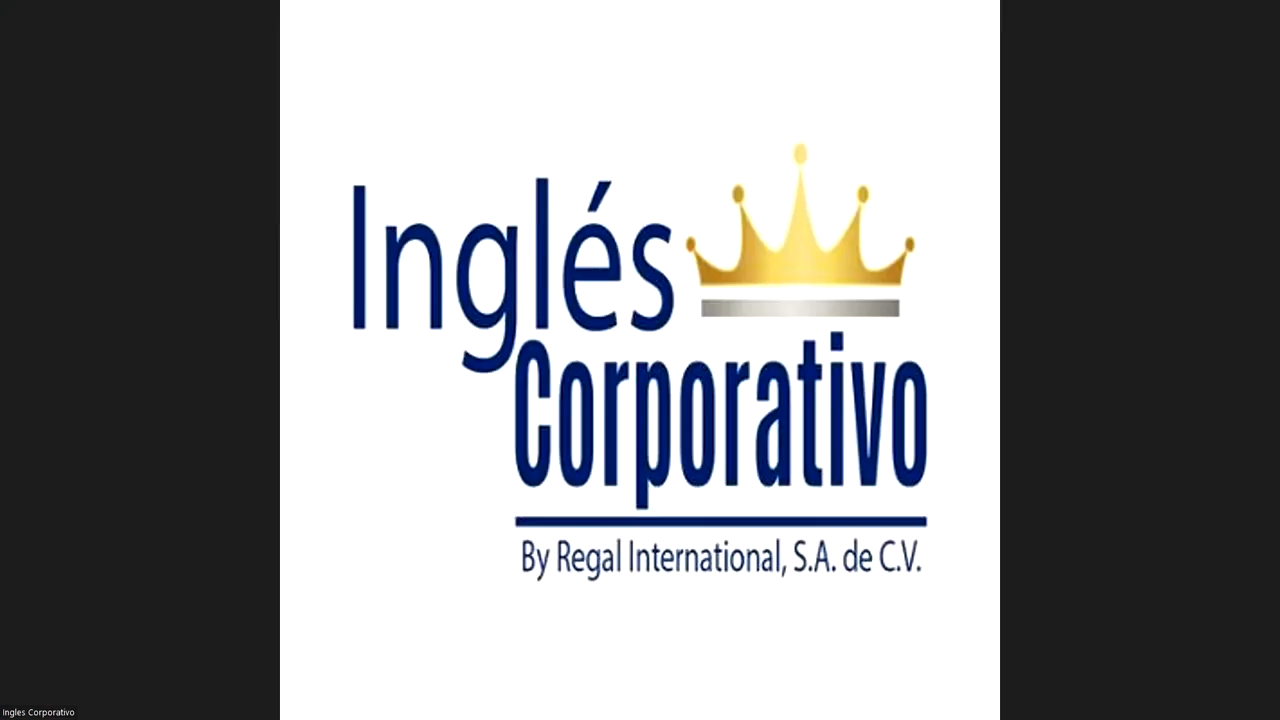 Inglés
Corporativo
By Regal International, S.A. de C.V.
Ingles Corporativo